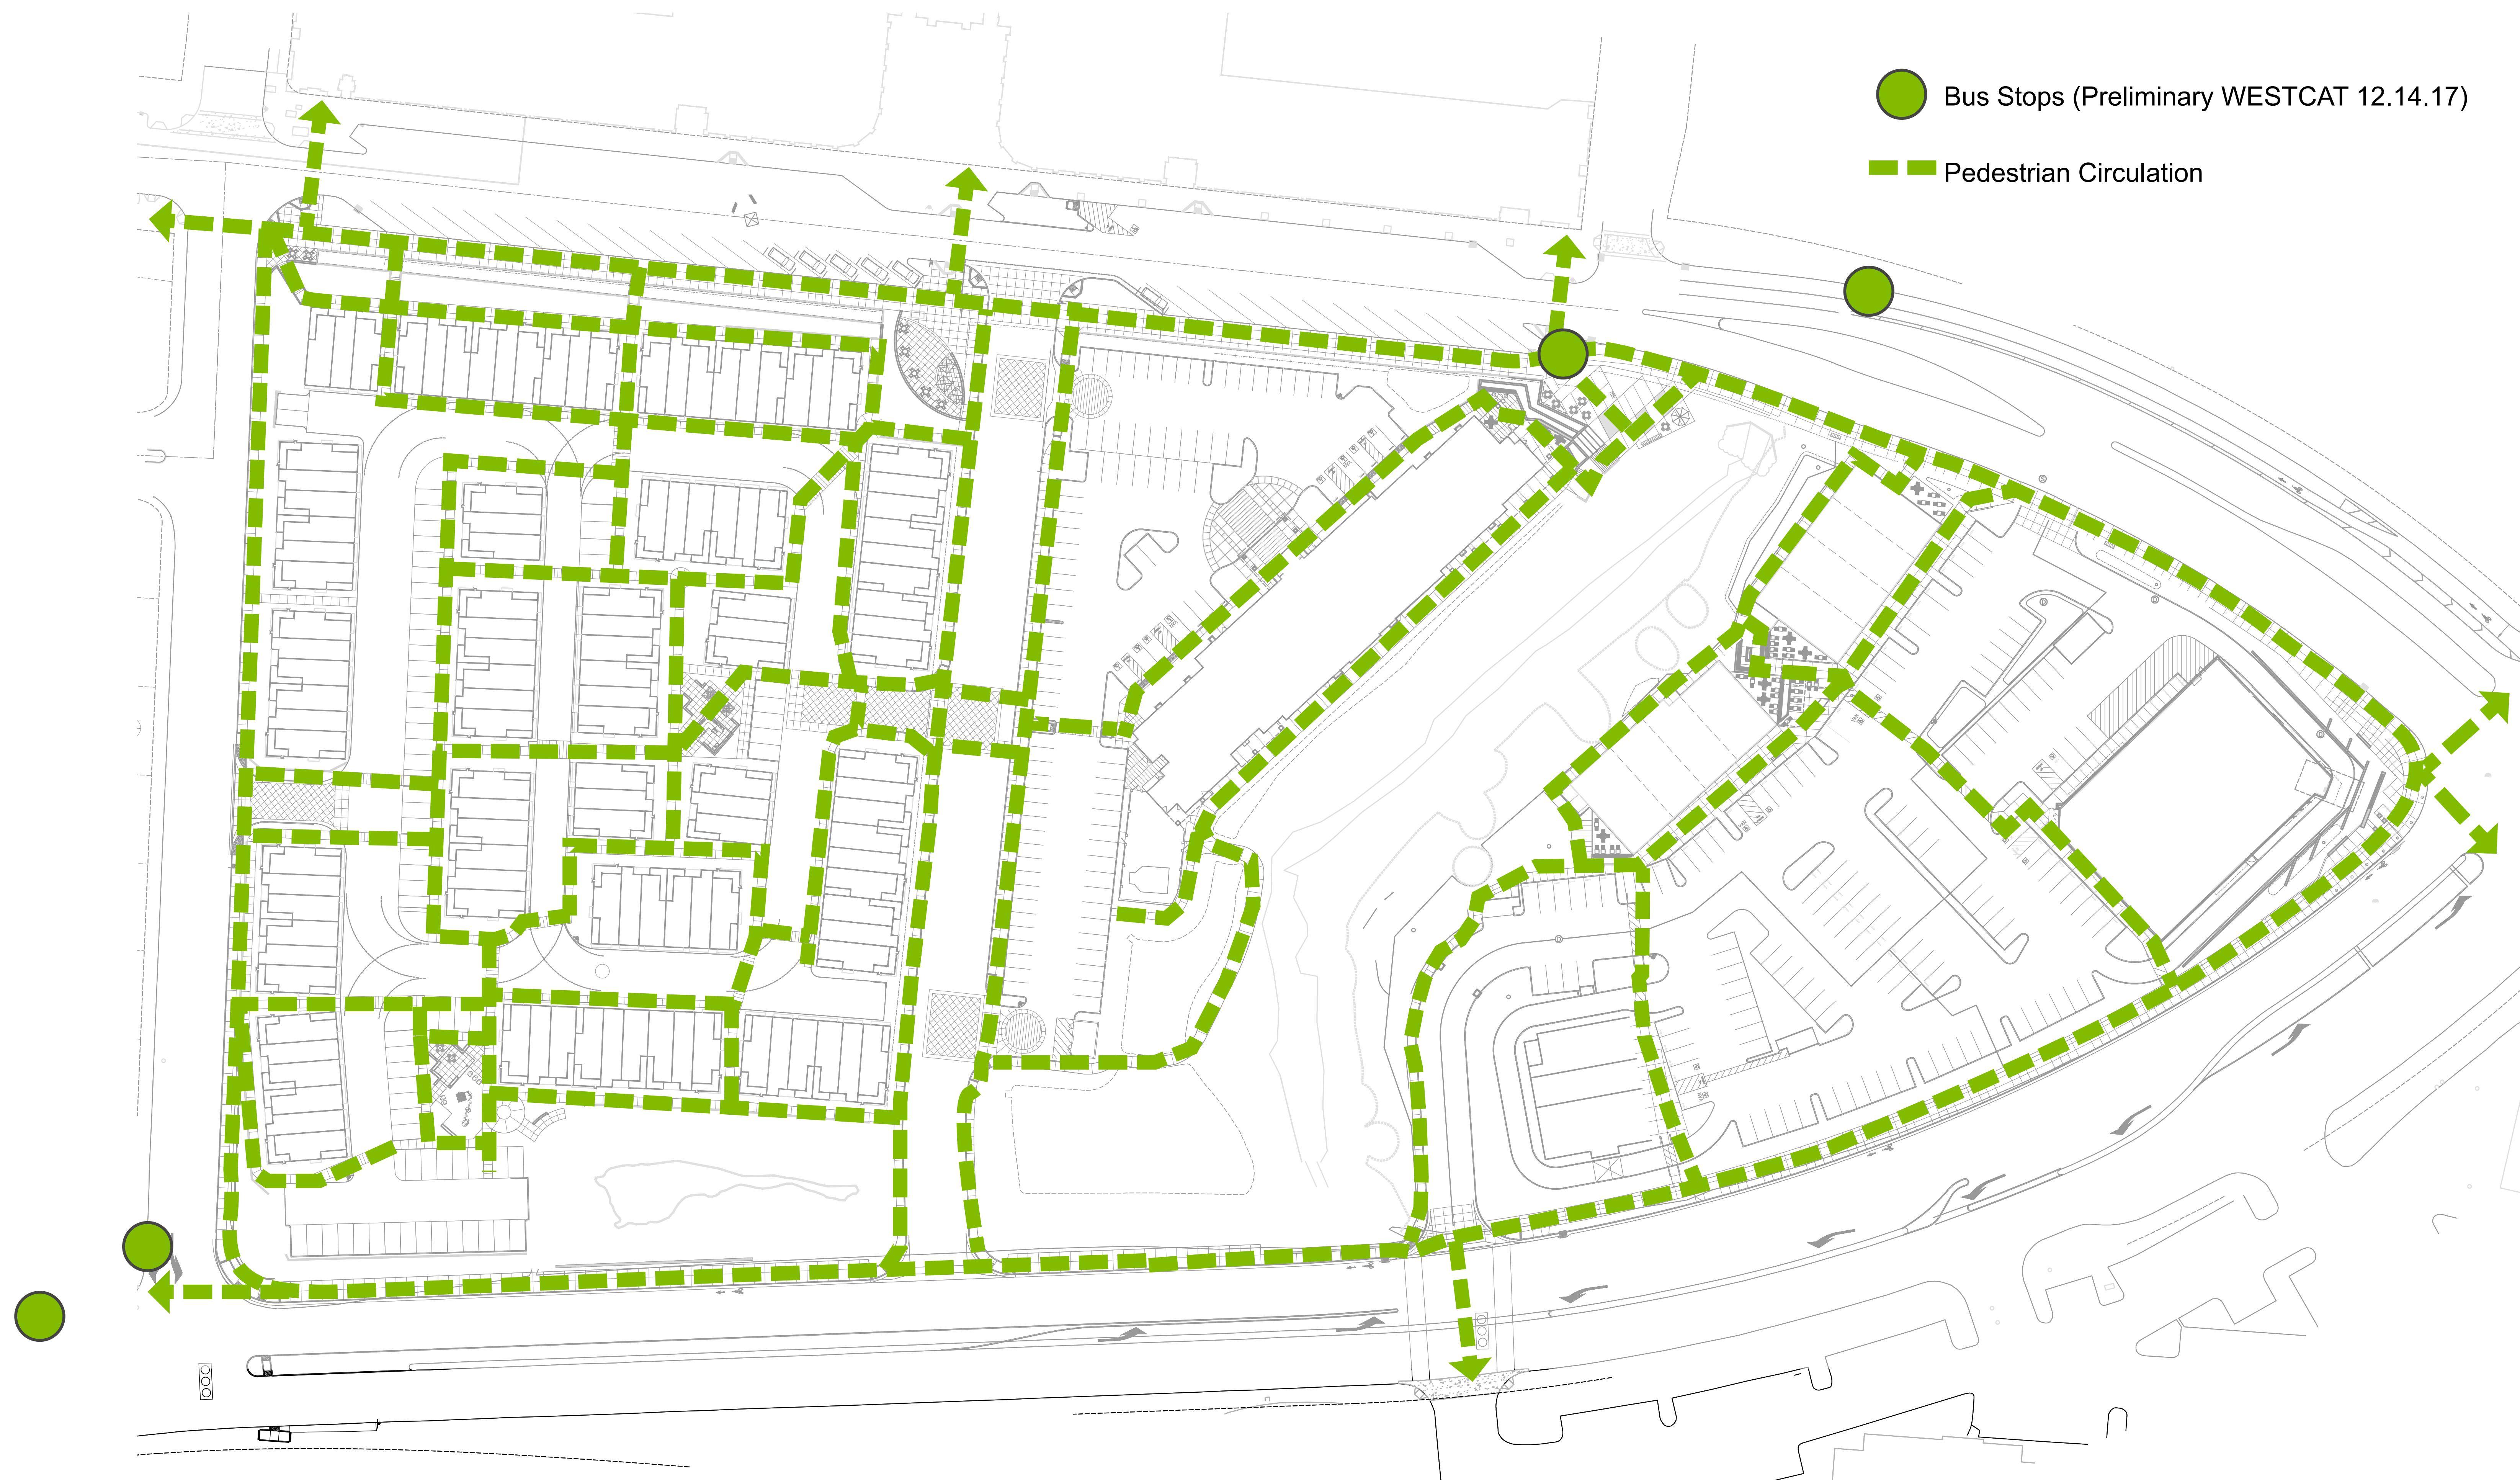 Bus Stops (Preliminary WESTCAT 12.14.17)
Pedestrian Circulation